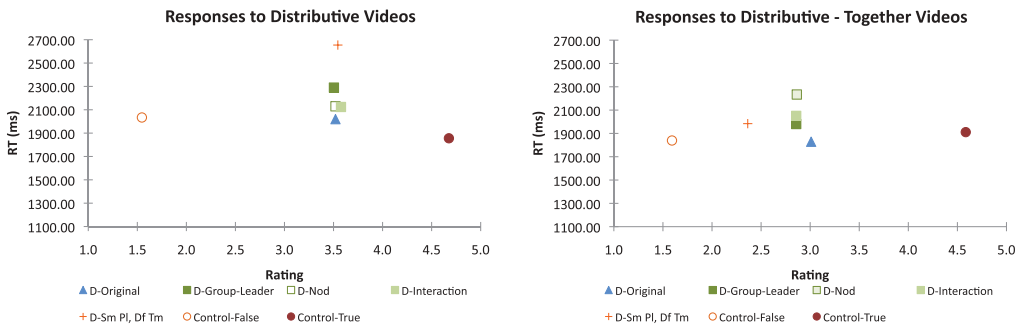 Responses to Distributive Videos
2700.00
2500.00
2300.00
2100.00
1900.00
1700.00
1500.00
1300.00
1100.00
RT (ms)
1.0 1.5 2.0 2.5 3.0 3.5 4.0 4.5 5.0
Rating
D-Original D-Group-Leader D-Nod D-Interaction
D-Sm Pl, Df Tm Control-False Control-True
Responses to Distributive - Together Videos
2700.00
2500.00
2300.00
2100.00
1900.00
1700.00
1500.00
1300.00
1100.00
RT (ms)
1.0 1.5 2.0 2.5 3.0 3.5 4.0 4.5 5.0
Rating
D-Original D-Group-Leader D-Nod D-Interaction
D-Sm Pl, Df Tm Control-False Control-True